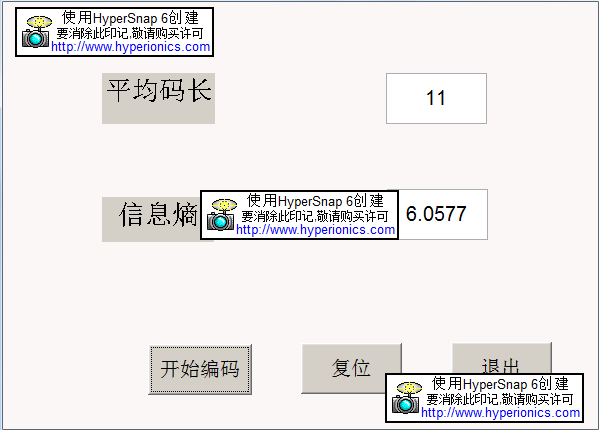 使用HyperSnap 6创建
要消除此印记,敬请购买许可
http://www.hyperionics.com
平均码长
11
信息熵
使用HyperSnap 6创建
要消除此印记,敬请购买许可
http://www.hyperionics.com
6.0577
开始编码
复位
退出
使用HyperSnap 6创建
要消除此印记,敬请购买许可
http://www.hyperionics.com